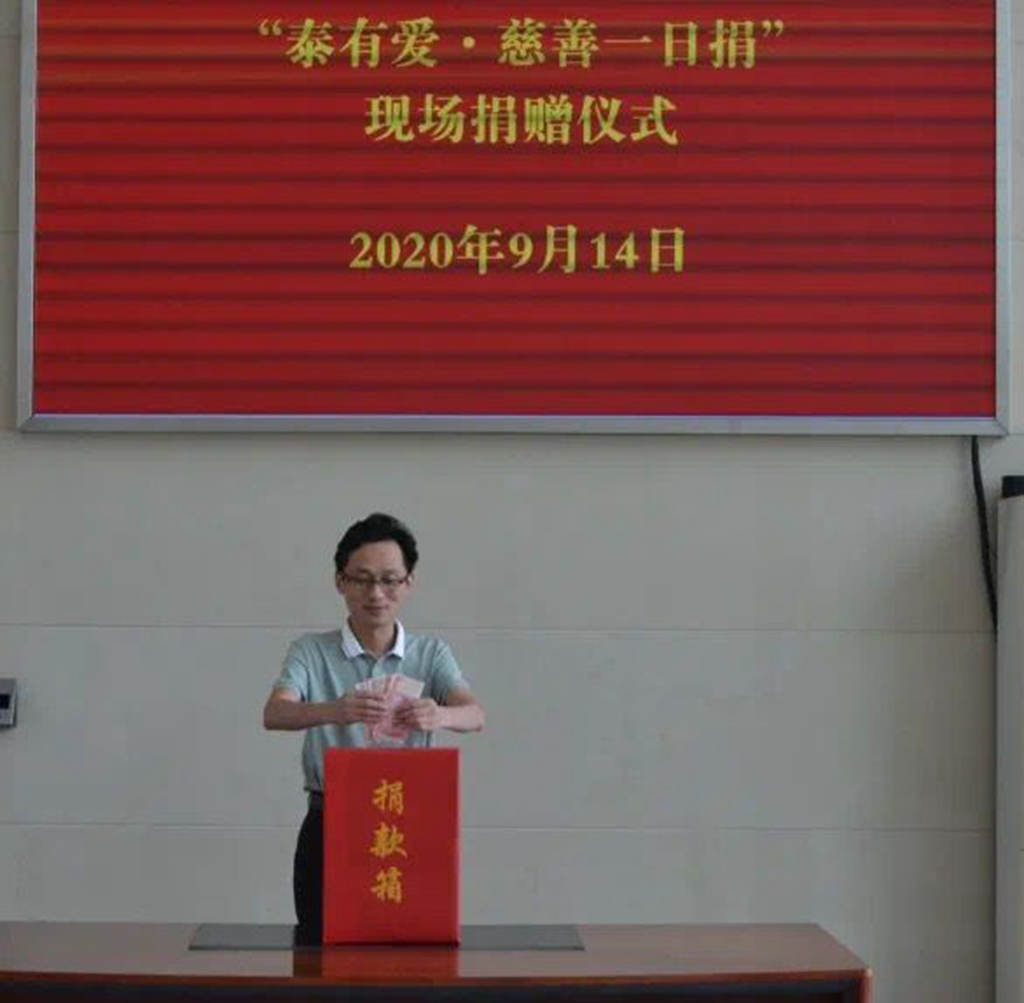 “泰有爱·慈善一日捐”
现场捐赠仪式
2020年9月14日
捐款箱